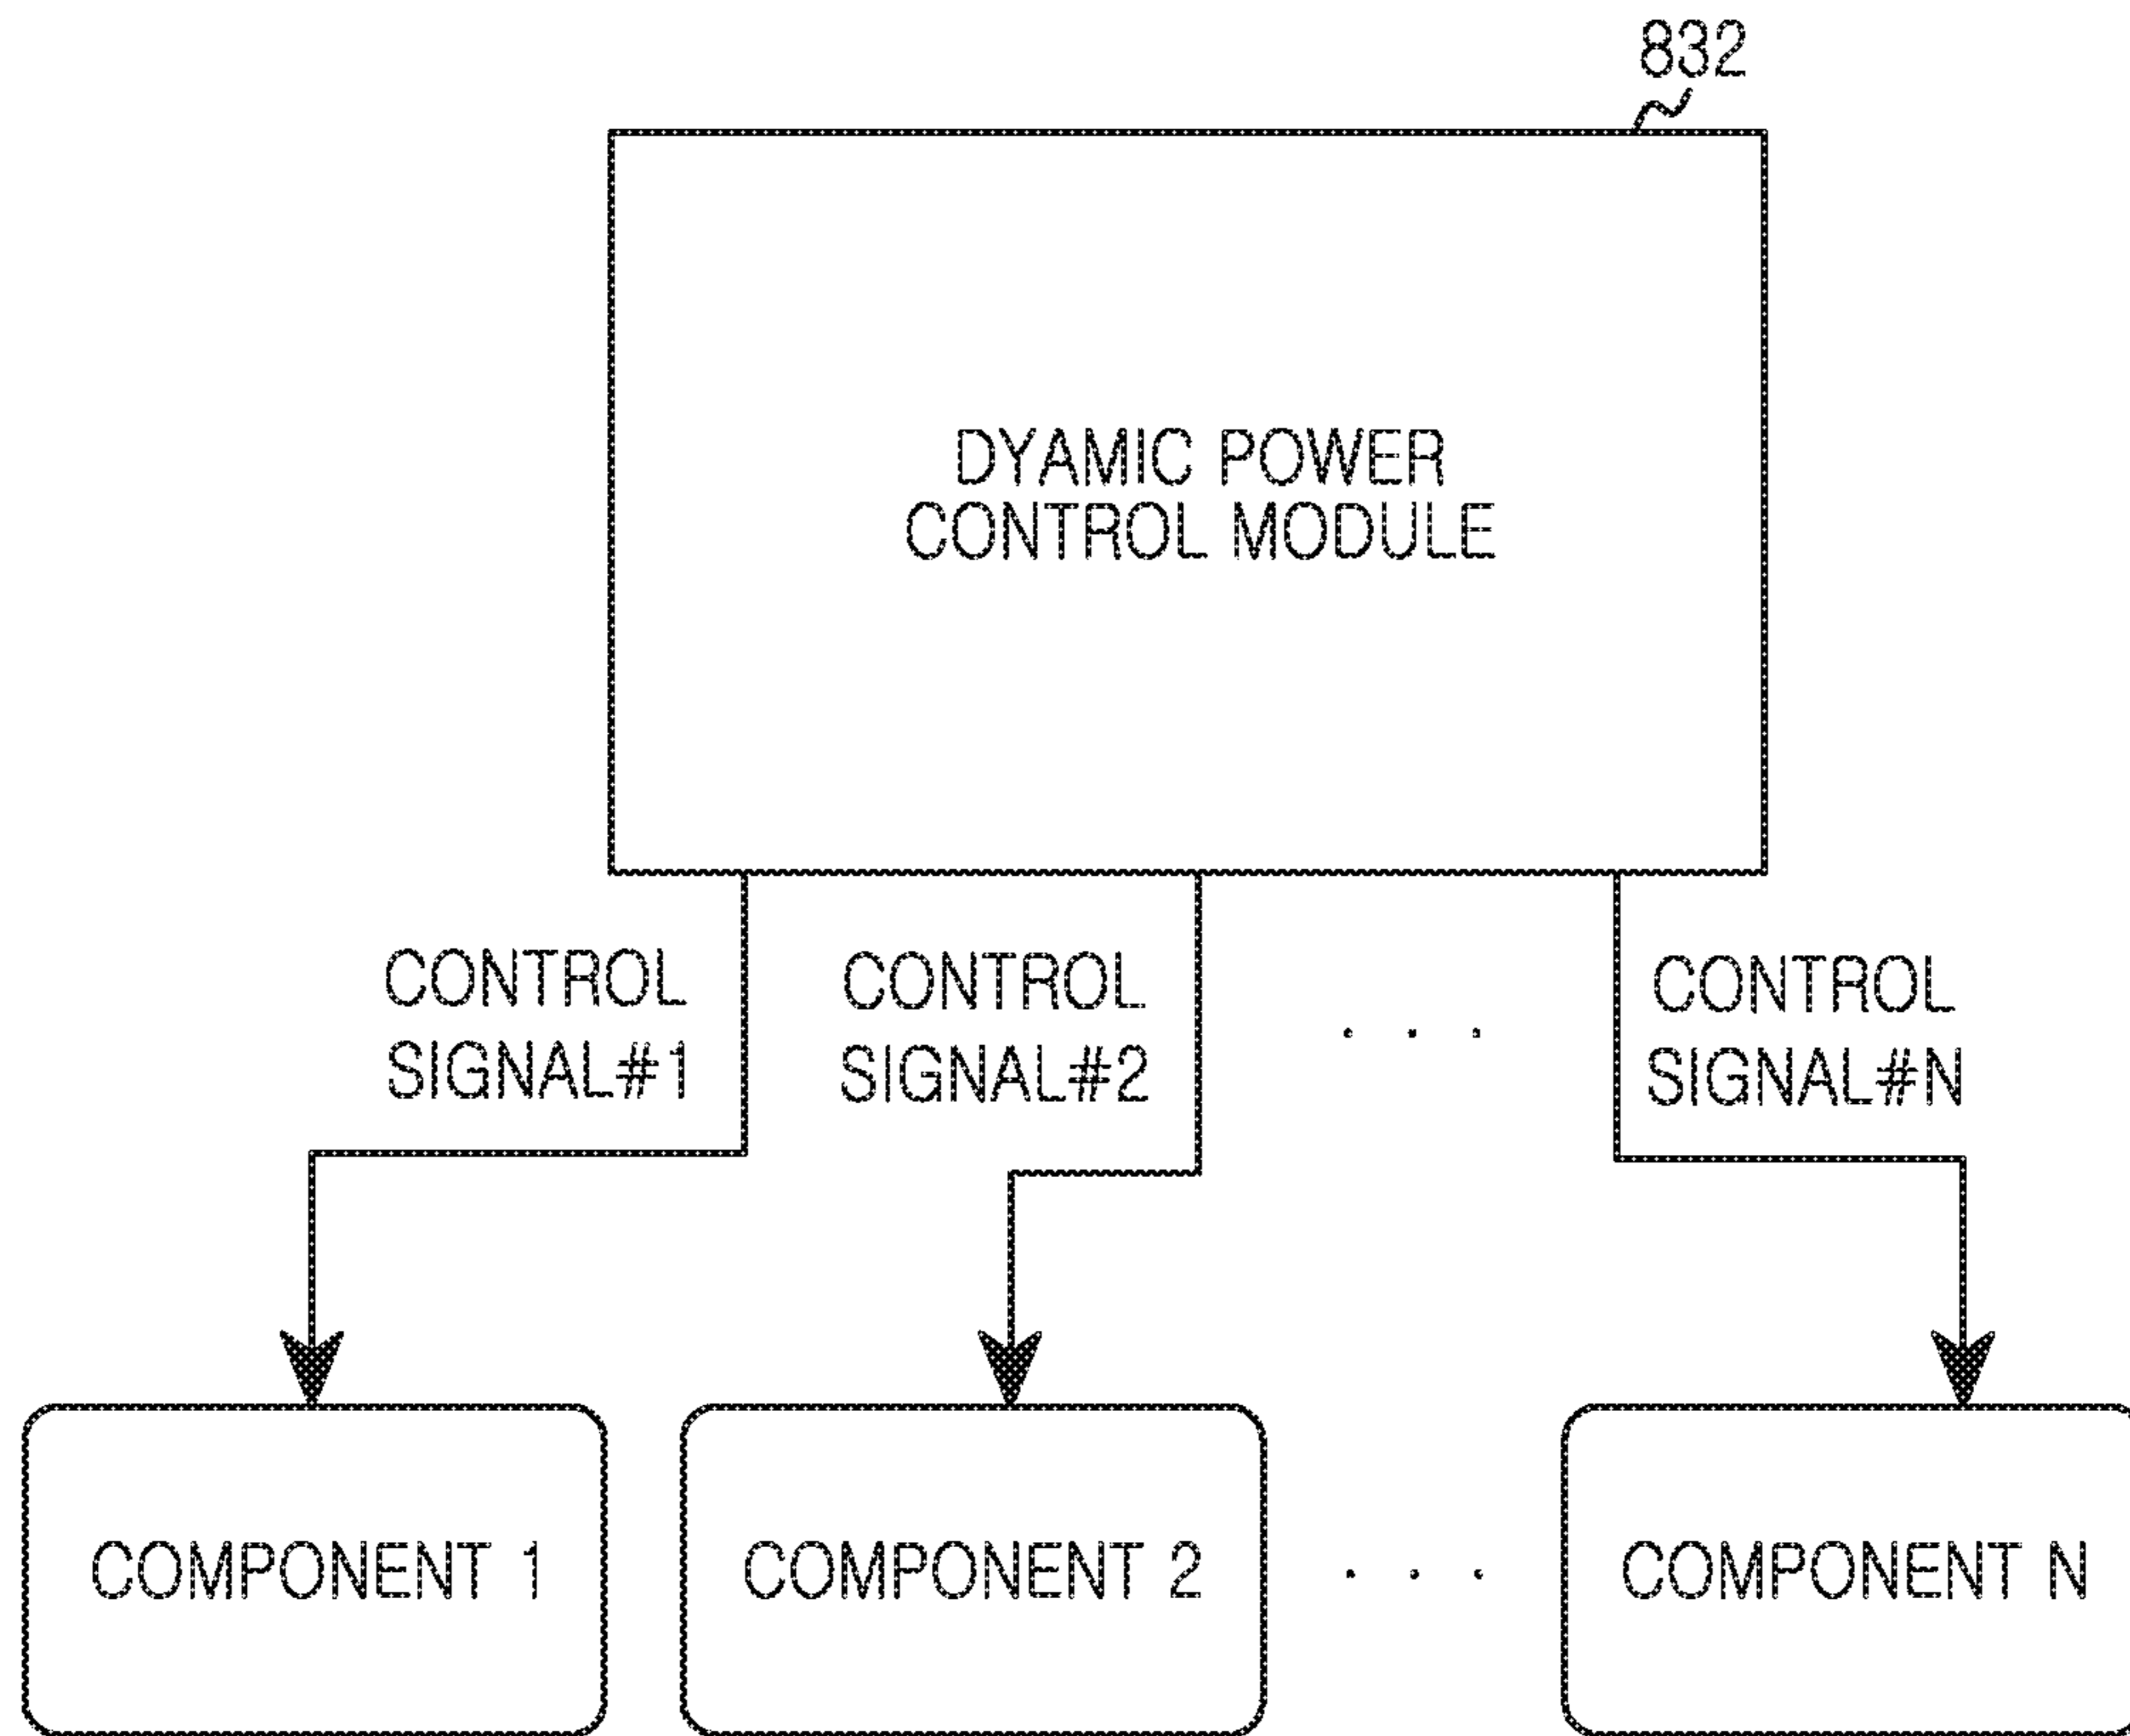 832
DYAMIC POWER
CONTROL MODULE
CONTROL
SIGNAL#1
CONTROL
SIGNAL#2
. . .
CONTROL
SIGNAL#N
COMPONENT 1
COMPONENT 2
. . .
COMPONENT N